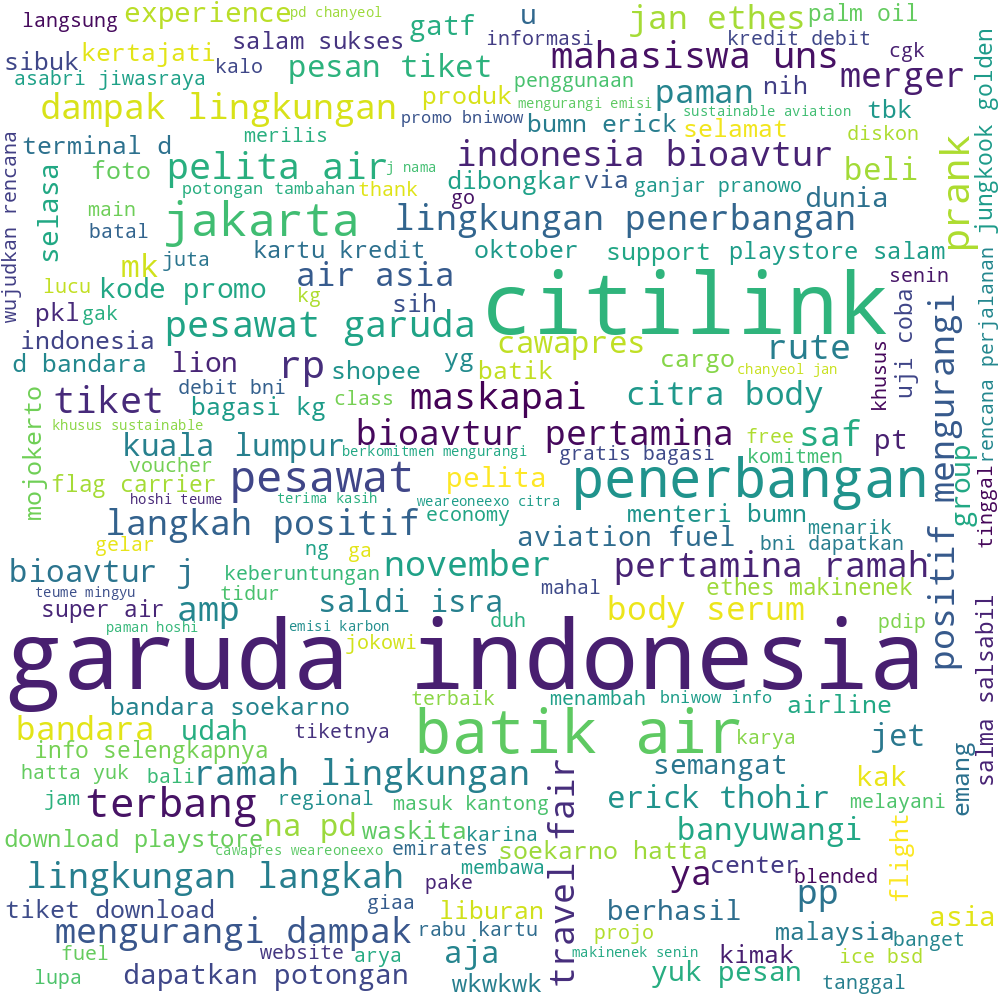 langsung
experience
pd chanyeol
gatf
u
jan ethes
palm oil
sibuk
kertajati
salam sukses
informasi
mahasiswa uns
kredit debit
cgk
asabri jiwasraya
kalo
pesan tiket
penggunaan
paman
nih
merger
dampak lingkungan
produk
mengurangi emisi
sustainable aviation
tbk
promo bniwow
bumn erick
selamat
diskon
terminal d
merilis
indonesia bioavtur
prank
jungkook golden
wujudkan rencana
selasa
foto
pelita air
j nama
dibongkar
via
ganjar pranowo
beli
potongan tambahan
thank
go
dunia
main
jakarta
lingkungan penerbangan
batal
mk
juta
kartu kredit
oktober
support
playstore salam
lucu
kode promo
air asia
kg
sih
citilink
senin
rencana perjalanan
pkl
gak
pesawat garuda
uji coba
indonesia
yg
cawapres
rute
khusus
positif mengurangi
d bandara
lion
rp
shopee
batik
cargo
chanyeol jan
debit bni
tiket
bagasi kg
class
maskapai
citra body
mojokerto
khusus sustainable
kuala lumpur
bioavtur pertamina
free
saf
pt
berkomitmen mengurangi
gratis bagasi
komitmen
voucher
flag carrier
pesawat
pelita
penerbangan
group
tinggal
hoshi teume
terima kasih
weareoneexo citra
langkah positif
economy
menteri bumn
menarik
gelar
ng
ga
aviation fuel
bni dapatkan
bioavtur j
keberuntungan
november
pertamina ramah
teume mingyu
tidur
mahal
ethes makinenek
super air
amp
saldi isra
body serum
paman hoshi
emisi karbon
duh
pdip
jokowi
garuda indonesia
salma salsabil
bandara soekarno
terbaik
menambah
bniwow info
airline
bandara
udah
tiketnya
batik air
karya
jet
info selengkapnya
hatta yuk
bali
ramah lingkungan
travel fair
semangat
kak
emang
jam
terbang
regional
masuk kantong
erick thohir
melayani
download playstore
na pd
waskita
karina
banyuwangi
flight
cawapres weareoneexo
emirates
soekarno hatta
lingkungan langkah
membawa
ya
center
blended
pake
pp
tiket download
giaa
liburan
berhasil
asia
mengurangi dampak
rabu kartu
projo
malaysia
banget
fuel
website
arya
aja
makinenek senin
kimak
ice bsd
lupa
dapatkan potongan
wkwkwk
yuk pesan
tanggal